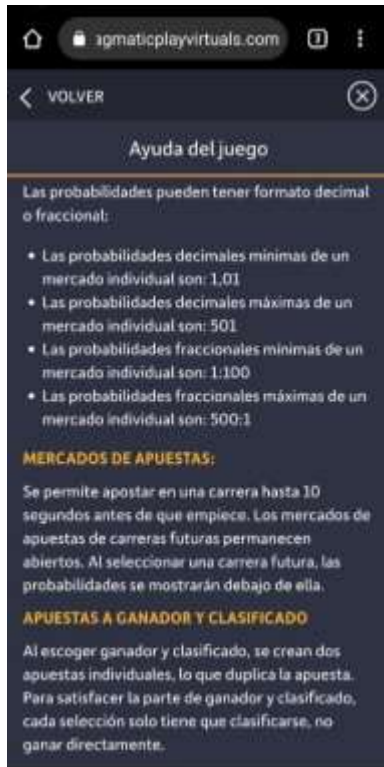 agmaticplayvirtuals.com
VOLVER
Ayuda del juego
Las probabilidades pueden tener formato decimal
o fraccional:
• Las probabilidades decimales mínimas de un
mercado individual son: 1,01
• Las probabilidades decimales máximas de un
mercado individual son: 501
• Las probabilidades fraccionales mínimas de un
mercado individual son: 1:100
• Las probabilidades fraccionales máximas de un
mercado individual son: 500:1
MERCADOS DE APUESTAS:
Se permite apostar en una carrera hasta 10
segundos antes de que empiece. Los mercados de
apuestas de carreras futuras permanecen
abiertos. Al seleccionar una carrera futura, las
probabilidades se mostrarán debajo de ella.
APUESTAS A GANADOR Y CLASIFICADO
Al escoger ganador y clasificado, se crean dos
apuestas individuales, lo que duplica la apuesta.
Para satisfacer la parte de ganador y clasificado,
cada selección solo tiene que clasificarse, no
ganar directamente.